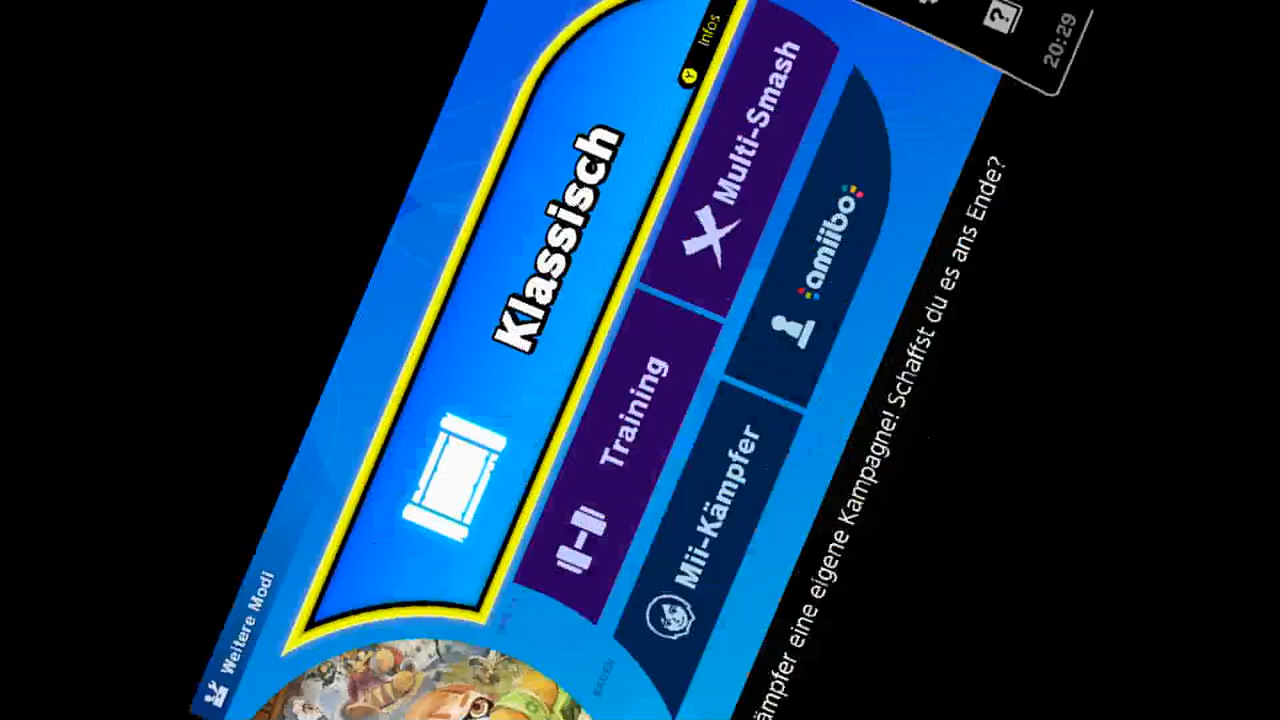 Weitere Modi
20:29
Klassisch
Y Infos
Training
Multi-Smash
Mii-Kämpfer
amiibo
ämpfer eine eigene Kampagne! Schaffst du es ans Ende?